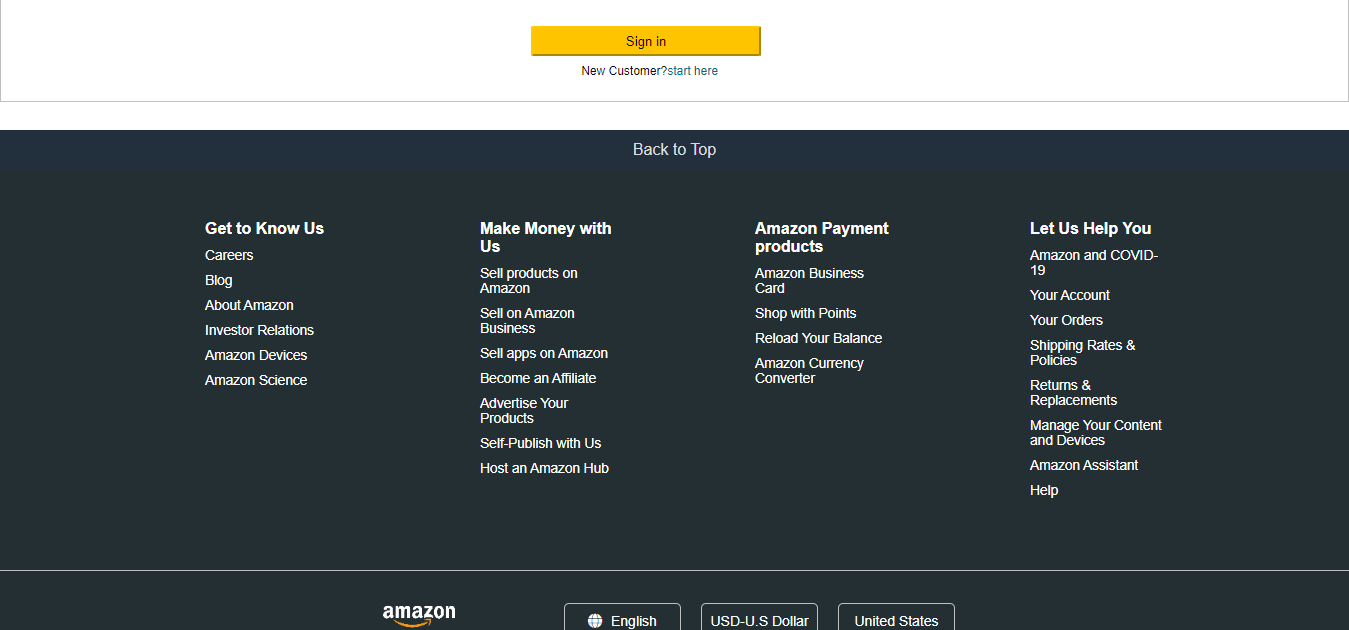 Sign in
New Customer?start here
Back to Top
Get to Know Us
Careers
Blog
About Amazon
Investor Relations
Amazon Devices
Amazon Science
Make Money with
Us
Sell products on
Amazon
Sell on Amazon
Business
Sell apps on Amazon
Become an Affiliate
Advertise Your
Products
Self-Publish with Us
Host an Amazon Hub
Amazon Payment
products
Amazon Business
Card
Shop with Points
Reload Your Balance
Amazon Currency
Converter
Let Us Help You
Amazon and COVID-
19
Your Account
Your Orders
Shipping Rates &
Policies
Returns &
Replacements
Manage Your Content
and Devices
Amazon Assistant
Help
amazon
English
USD-U.S Dollar
United States